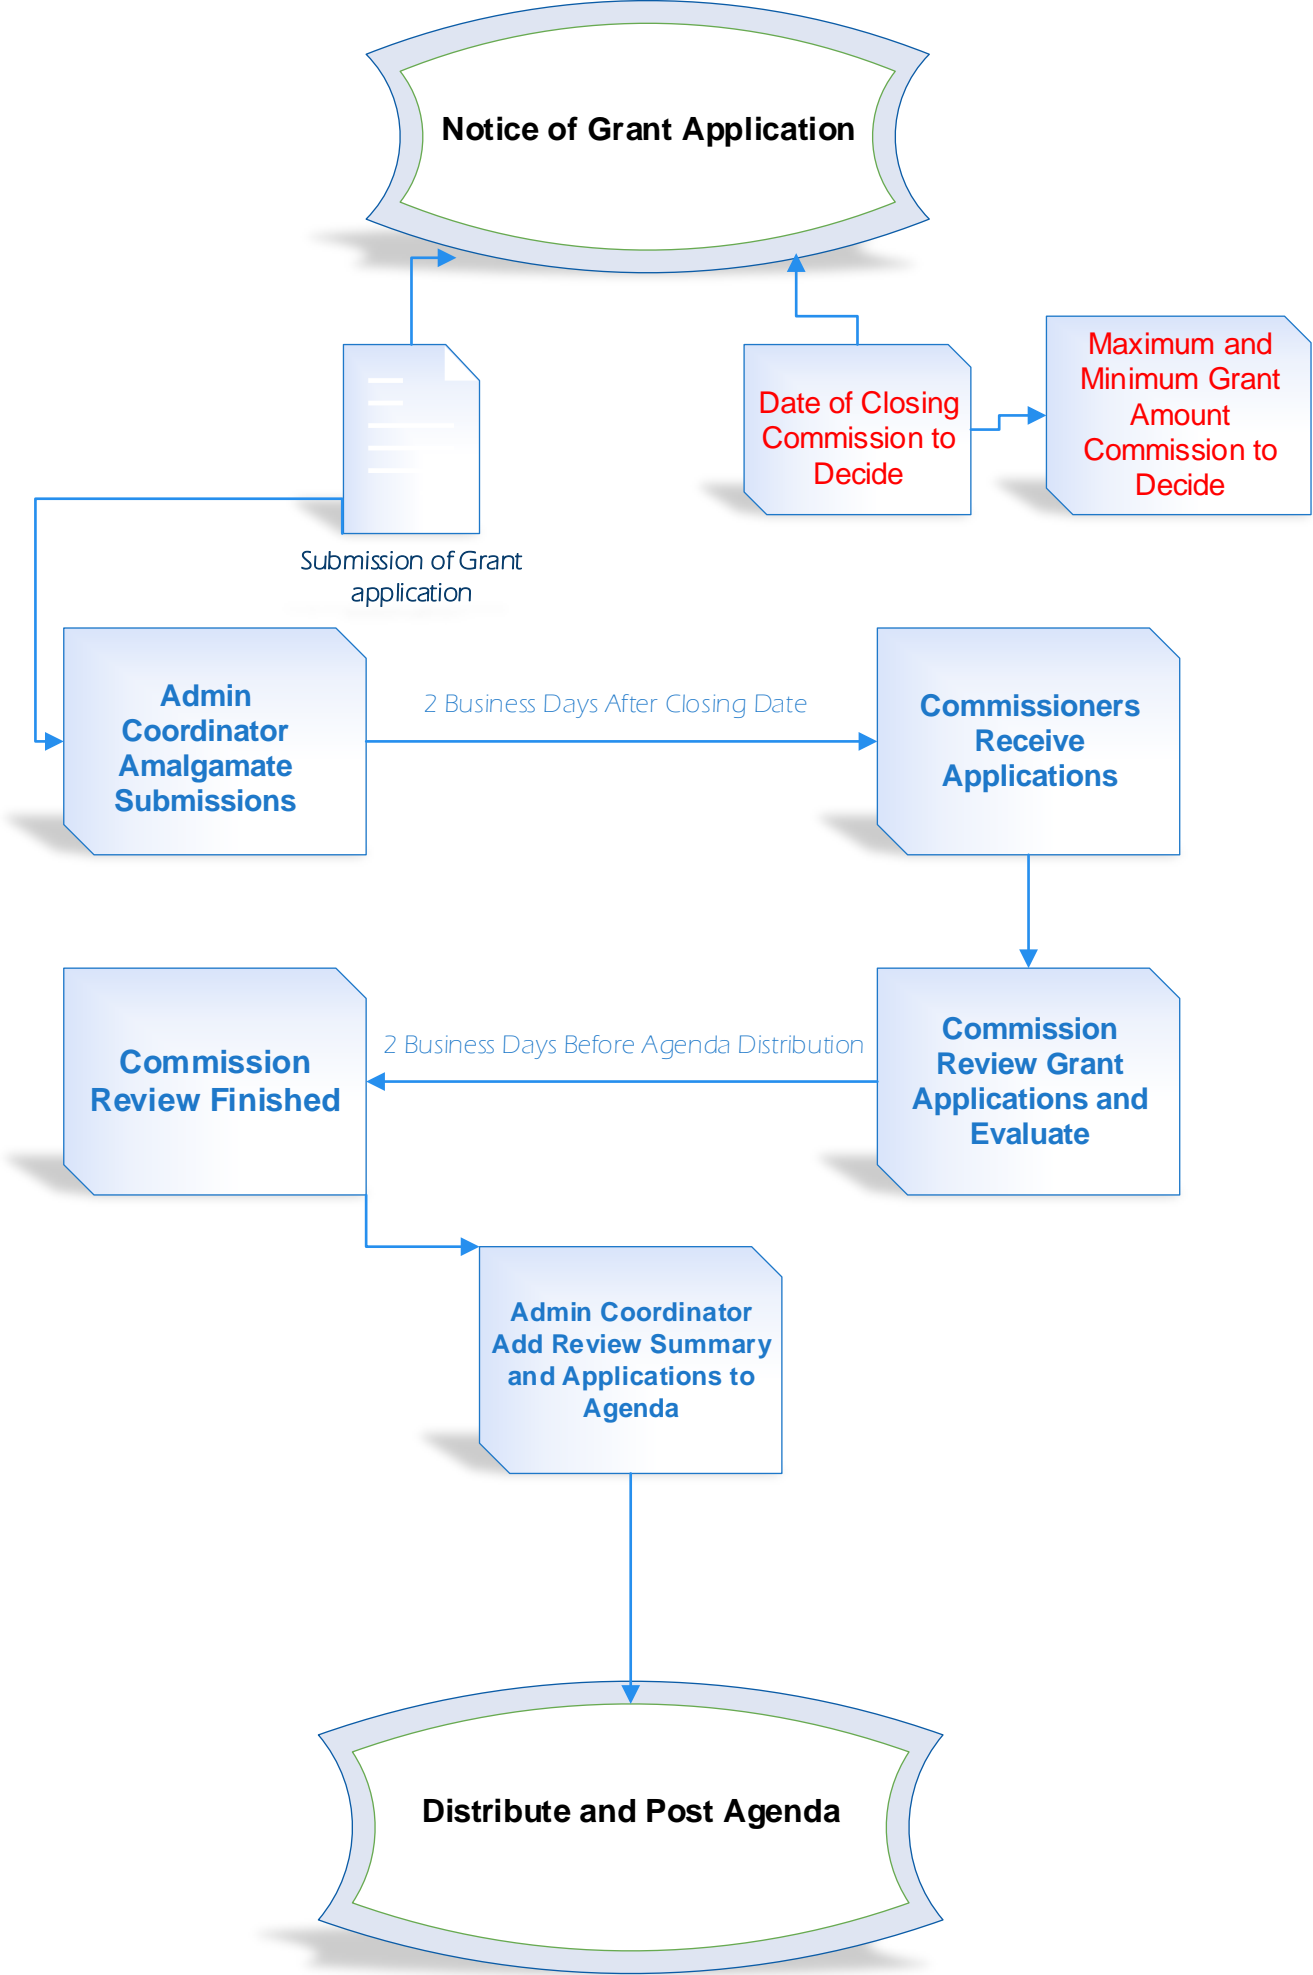 Notice of Grant Application
Maximum and
Minimum Grant
Amount
Commission to
Decide
Date of Closing
Commission to
Decide
Submission of Grant
application
Admin
Coordinator
Amalgamate
Submissions
2 Business Days After Closing Date
Commissioners
Receive
Applications
Commission
Review Finished
2 Business Days Before Agenda Distribution
Commission
Review Grant
Applications and
Evaluate
Admin Coordinator
Add Review Summary
and Applications to
Agenda
Distribute and Post Agenda